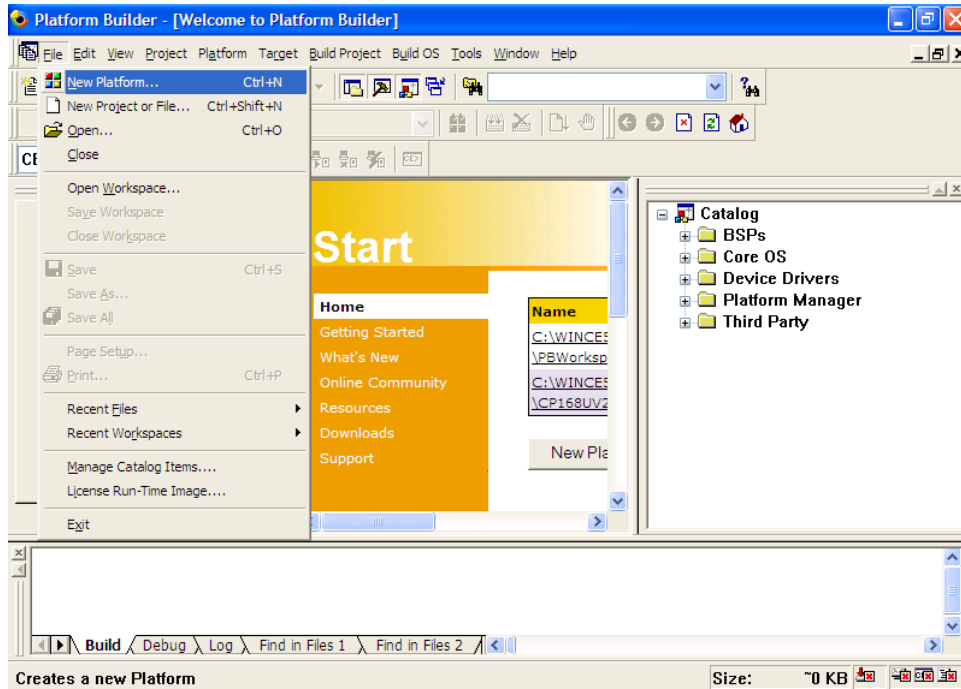 Platform Builder - [Welcome to Platform Builder]
File Edit View Project Platform Target Build Project Build OS Tools Window Help
New Platform... Ctrl+N
New Project or File... Ctrl+Shift+N
Open... Ctrl+O
Close
Open Workspace...
Save Workspace
Close Workspace
Save Ctrl+S
Save As...
Save All
Page Setup...
Print... Ctrl+P
Recent Files
Recent Workspaces
Manage Catalog Items....
License Run-Time Image....
Exit
CE>
Start
Home
Getting Started
What's New
Online Community
Resources
Downloads
Support
Name
C:\WINCE5
\PBWorksp
C:\WINCE5
\CP168UV2
New Pla
Catalog
BSPs
Core OS
Device Drivers
Platform Manager
Third Party
Build Debug Log Find in Files 1 Find in Files 2
Creates a new Platform
Size: ~0 KB